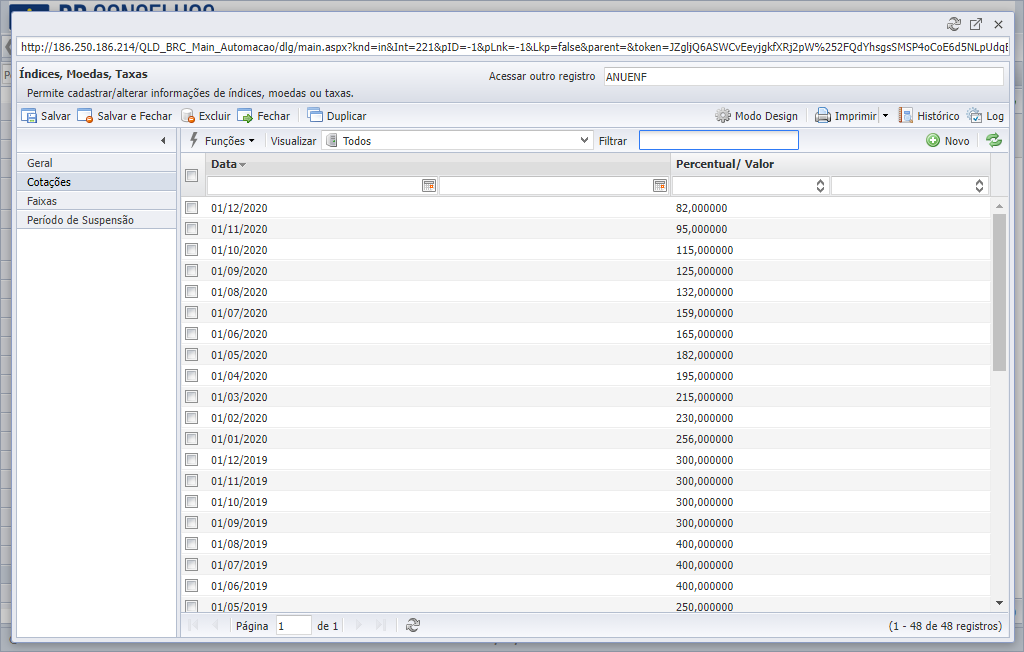 http://186.250.186.214/QLD_BRC_Main_Automacao/dlg/main.aspx?knd=in&Int=221&pID=-1&pLnk=-1&Lkp=false&parent=&token=JZgljQ6ASWCvEeyjgkfXRj2pW%252FQdYhsgsSMSP4oCoE6d5NLpUdqE
Índices, Moedas, Taxas Acessar outro registro ANUENF
Permite cadastrar/alterar informações de índices, moedas ou taxas.
Salvar Salvar e Fechar Excluir Fechar Duplicar Modo Design Imprimir Histórico Log
Funções Visualizar Todos Filtrar Novo
Geral
Cotações
Faixas
Período de Suspensão
Data Percentual/ Valor
01/12/2020 82,000000
01/11/2020 95,000000
01/10/2020 115,000000
01/09/2020 125,000000
01/08/2020 132,000000
01/07/2020 159,000000
01/06/2020 165,000000
01/05/2020 182,000000
01/04/2020 195,000000
01/03/2020 215,000000
01/02/2020 230,000000
01/01/2020 256,000000
01/12/2019 300,000000
01/11/2019 300,000000
01/10/2019 300,000000
01/09/2019 300,000000
01/08/2019 400,000000
01/07/2019 400,000000
01/06/2019 400,000000
01/05/2019 250,000000
Página 1 de 1 (1 - 48 de 48 registros)